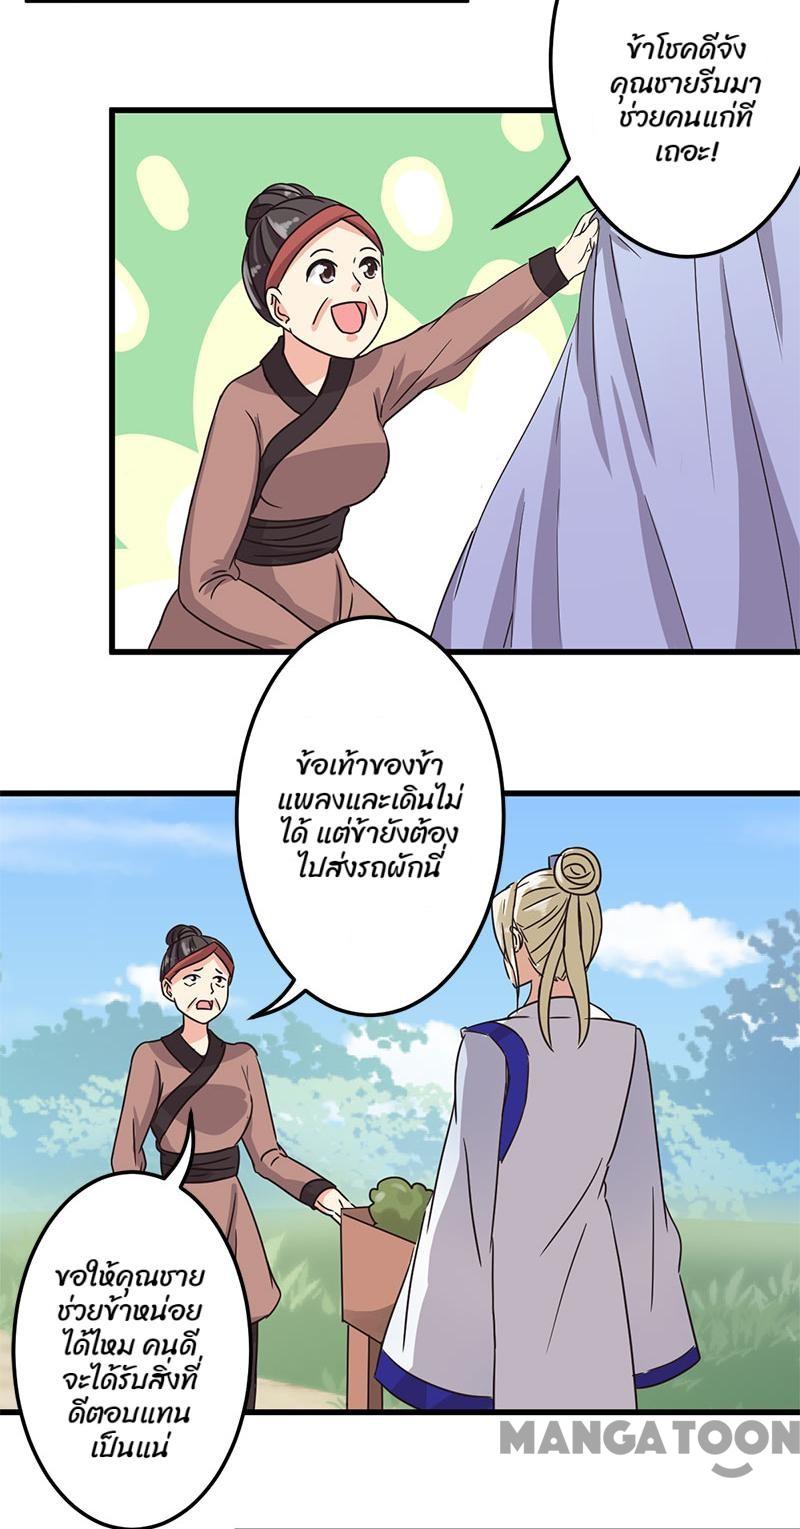 ข้าโชคดีจัง
คุณชายรีบมา
ช่วยคนแก่ที
เถอะ!
ข้อเท้าของข้า
แพลงและเดินไม่
ได้ แต่ข้ายังต้อง
ไปส่งรถผักนี่
ขอให้คุณชาย
ช่วยข้าหน่อย
ได้ไหม คนดี
จะได้รับสิ่งที่
ดีตอบแทน
เป็นแน่
MANGATOON